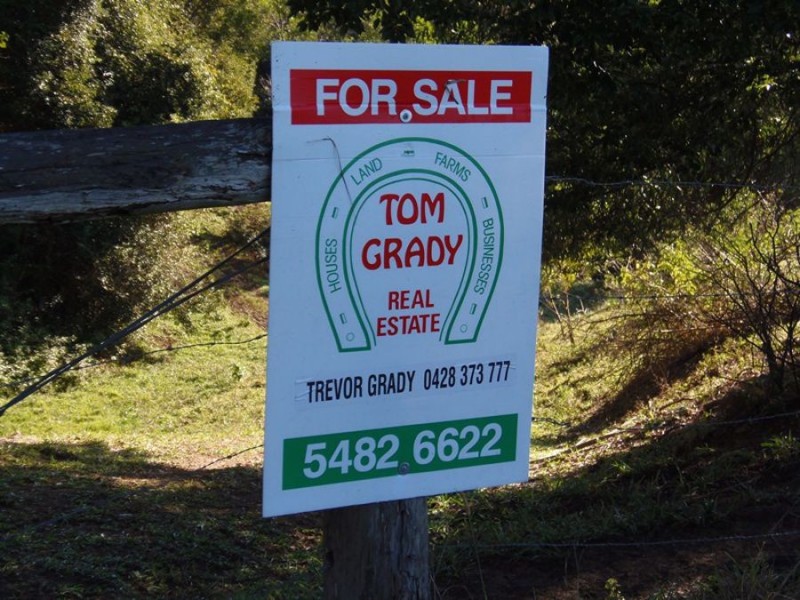 FOR SALE
HOUSES LAND FARMS BUSINESSES
TOM
GRADY
REAL
ESTATE
TREVOR GRADY 0428 373 777
5482 6622